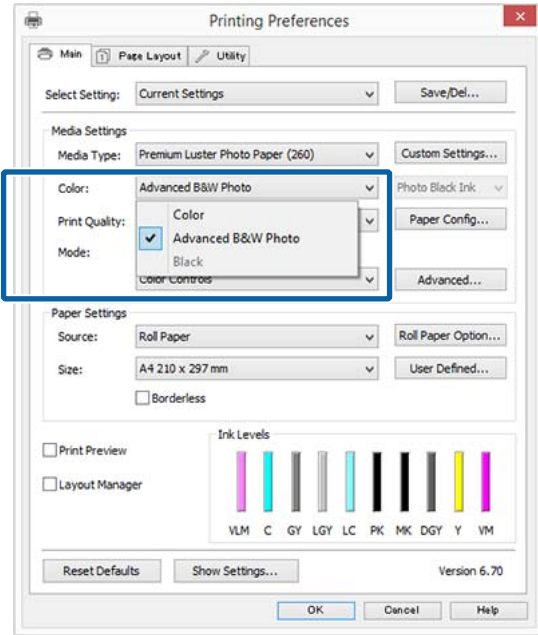 Printing Preferences
Main Page Layout Utility
Select Setting: Current Settings Save/Del...
Media Settings
Media Type: Premium Luster Photo Paper (260) Custom Settings...
Color: Advanced B&W Photo Photo Black Ink
Print Quality: Color Paper Config...
Advanced B&W Photo
Mode:
Black
Color Controls Advanced...
Paper Settings
Source: Roll Paper Roll Paper Option...
Size: A4 210 x 297 mm User Defined...
Borderless
Ink Levels
Print Preview
Layout Manager
VLM C GY LGY LC PK MK DGY Y VM
Reset Defaults Show Settings... Version 6.70
OK Cancel Help